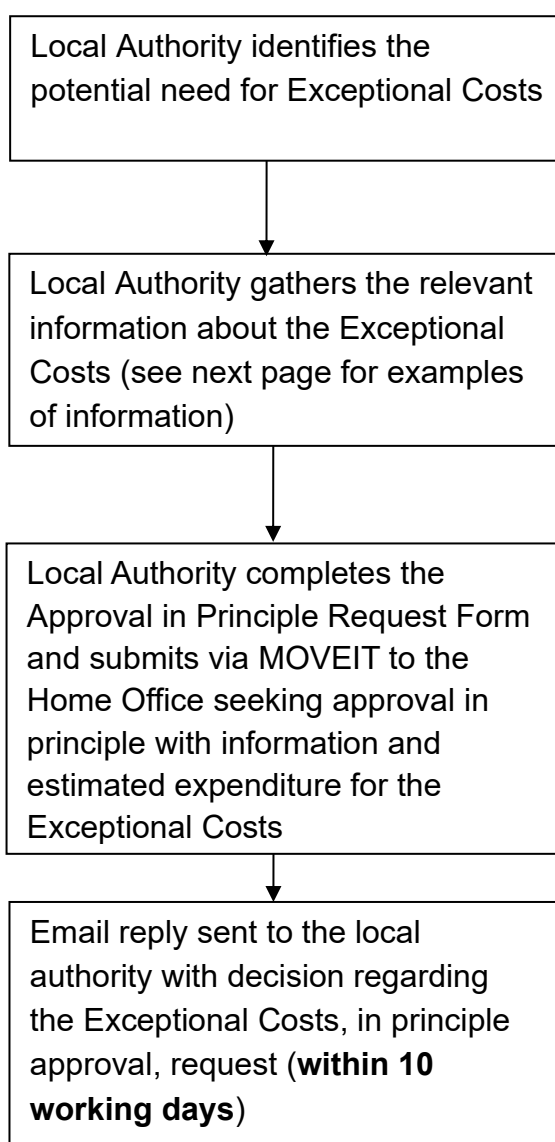 Local Authority identifies the
potential need for Exceptional Costs
Local Authority gathers the relevant
information about the Exceptional
Costs (see next page for examples
of information)
Local Authority completes the
Approval in Principle Request Form
and submits via MOVEIT to the
Home Office seeking approval in
principle with information and
estimated expenditure for the
Exceptional Costs
Email reply sent to the local
authority with decision regarding
the Exceptional Costs, in principle
approval, request (within 10
working days)